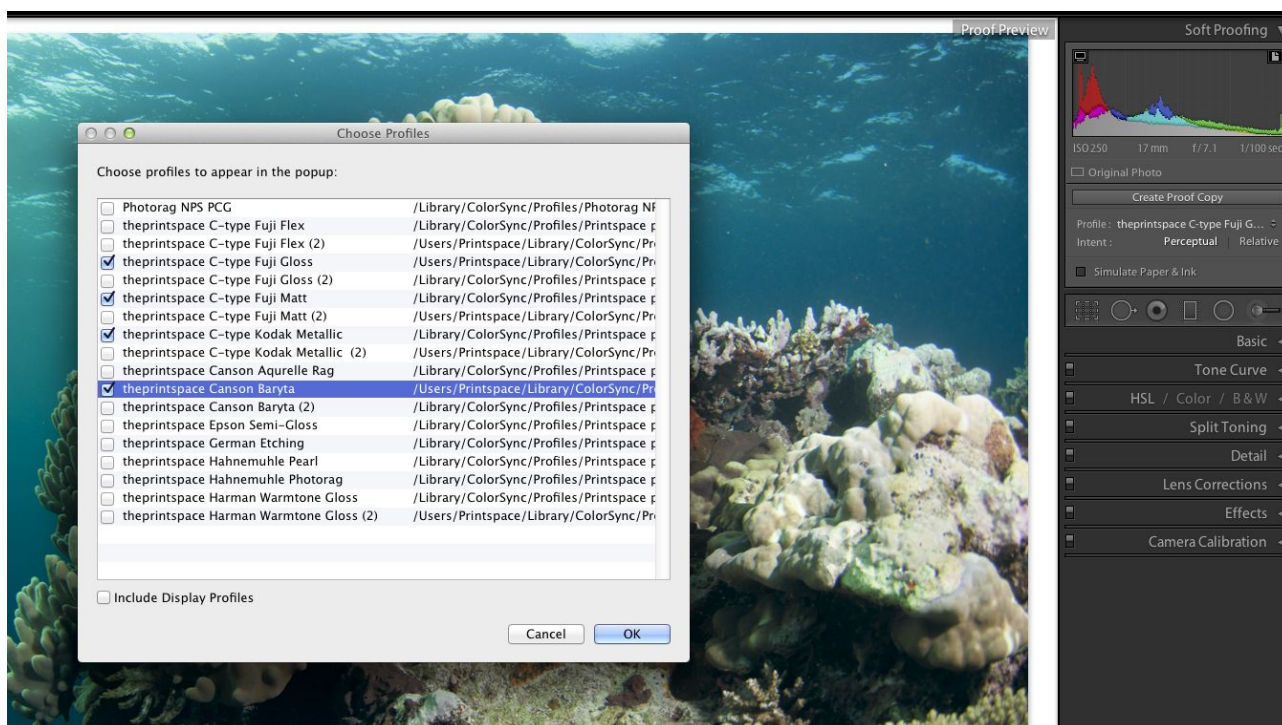 Proof Preview
Soft Proofing
ISO 250 17 mm f/7.1 1/100 sec
Original Photo
Create Proof Copy
Profile : theprintspace C-type Fuji G...
Intent : Perceptual Relative
Simulate Paper & Ink
Basic
Tone Curve
HSL / Color / B & W
Split Toning
Detail
Lens Corrections
Effects
Camera Calibration
Choose Profiles
Choose profiles to appear in the popup:
Photorag NPS PCG /Library/ColorSync/Profiles/Photorag NP
theprintspace C-type Fuji Flex /Library/ColorSync/Profiles/Printspace p
theprintspace C-type Fuji Flex (2) /Users/Printspace/Library/ColorSync/Pro
theprintspace C-type Fuji Gloss /Users/Printspace/Library/ColorSync/Pro
theprintspace C-type Fuji Gloss (2) /Library/ColorSync/Profiles/Printspace p
theprintspace C-type Fuji Matt /Library/ColorSync/Profiles/Printspace p
theprintspace C-type Fuji Matt (2) /Users/Printspace/Library/ColorSync/Pro
theprintspace C-type Kodak Metallic /Library/ColorSync/Profiles/Printspace p
theprintspace C-type Kodak Metallic (2) /Users/Printspace/Library/ColorSync/Pro
theprintspace Canson Aqurelle Rag /Library/ColorSync/Profiles/Printspace p
theprintspace Canson Baryta /Users/Printspace/Library/ColorSync/Pro
theprintspace Canson Baryta (2) /Library/ColorSync/Profiles/Printspace p
theprintspace Epson Semi-Gloss /Library/ColorSync/Profiles/Printspace p
theprintspace German Etching /Library/ColorSync/Profiles/Printspace p
theprintspace Hahnemuhle Pearl /Library/ColorSync/Profiles/Printspace p
theprintspace Hahnemuhle Photorag /Library/ColorSync/Profiles/Printspace p
theprintspace Harman Warmtone Gloss /Library/ColorSync/Profiles/Printspace p
theprintspace Harman Warmtone Gloss (2) /Users/Printspace/Library/ColorSync/Pro
Include Display Profiles
Cancel OK